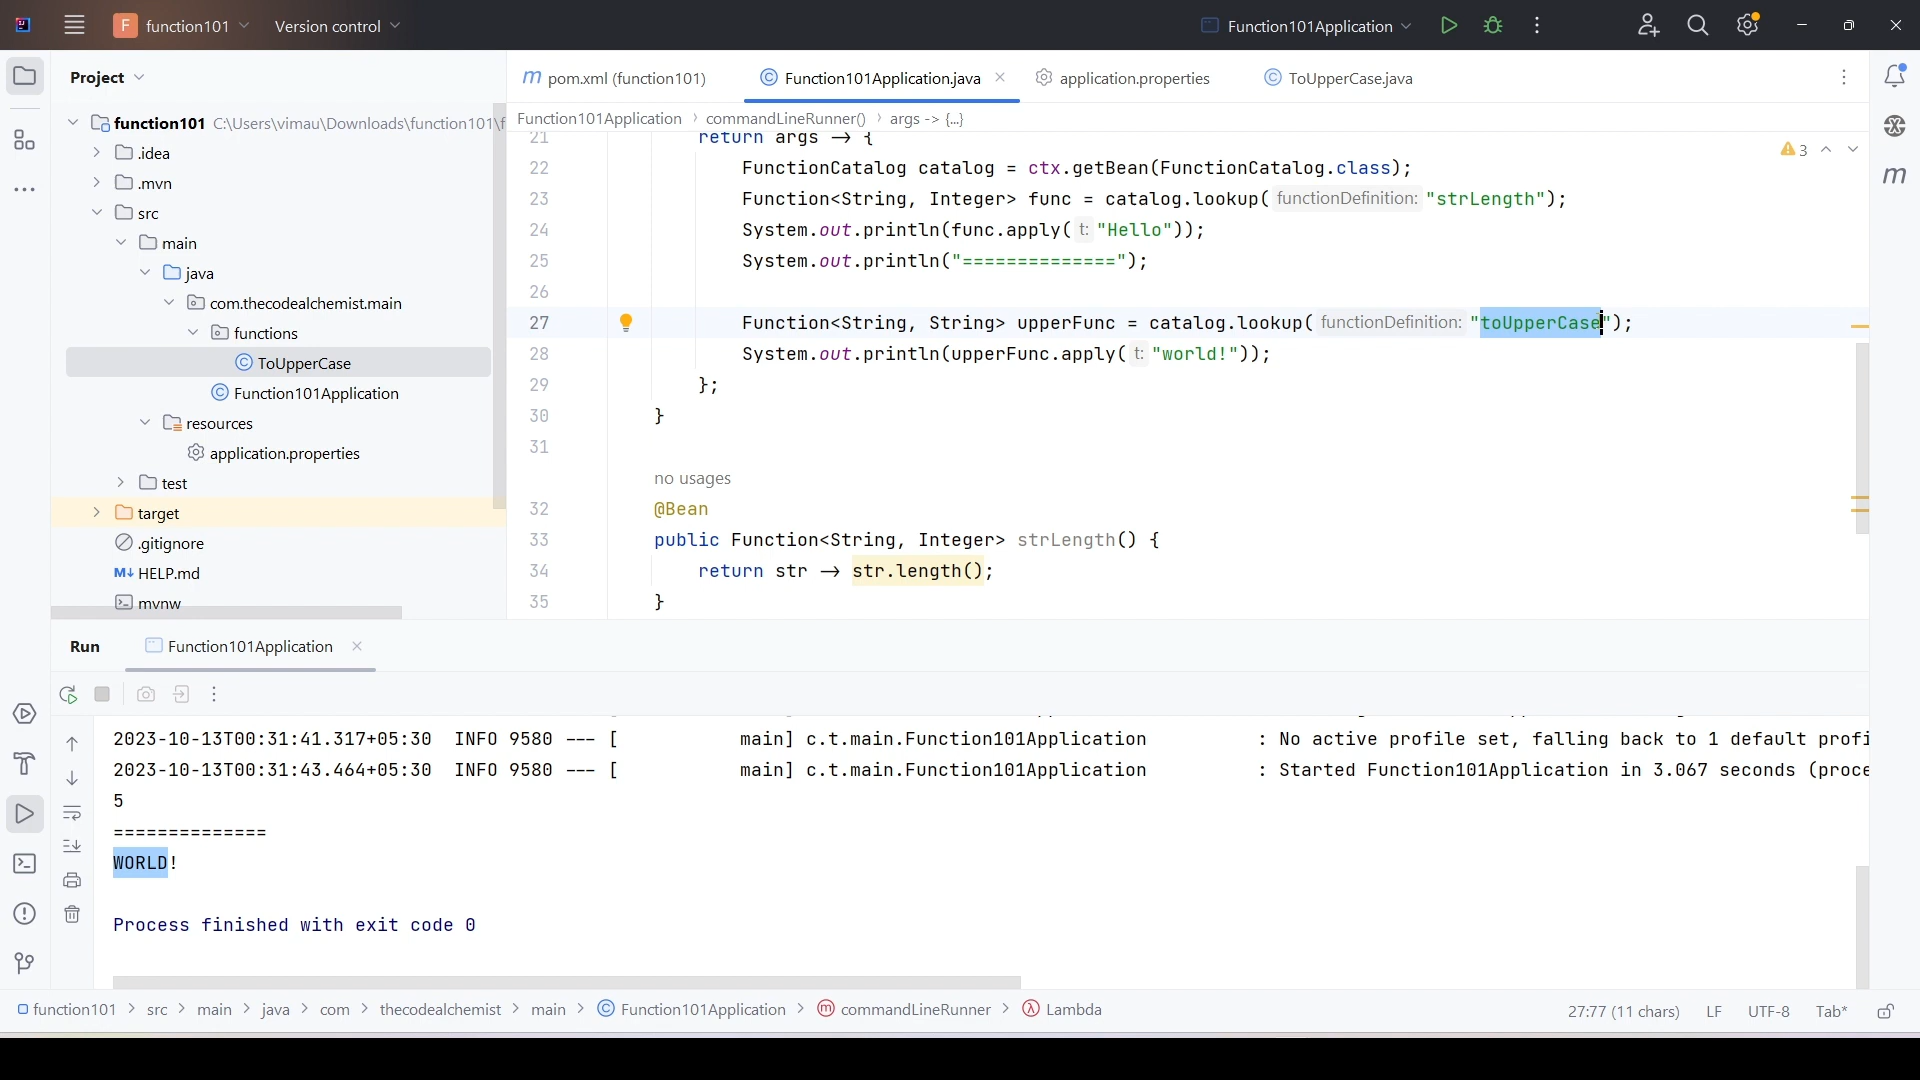 F function101 Version control Function101Application
Project
function101 C:\Users\vimau\Downloads\function101\f
.idea
.mvn
src
main
java
com.thecodealchemist.main
functions
ToUpperCase
Function101Application
resources
application.properties
test
target
.gitignore
M↓ HELP.md
mvnw
m pom.xml (function101) Function101Application.java application.properties ToUpperCase.java
Function101Application > commandLineRunner() > args -> {...}
3
21 return args → {
22 FunctionCatalog catalog = ctx.getBean(FunctionCatalog.class);
23 Function<String, Integer> func = catalog.lookup( functionDefinition: "strLength");
24 System.out.println(func.apply( t: "Hello"));
25 System.out.println("==============");
26
27 Function<String, String> upperFunc = catalog.lookup( functionDefinition: "toUpperCase");
28 System.out.println(upperFunc.apply( t: "world!"));
29 };
30 }
31
no usages
32 @Bean
33 public Function<String, Integer> strLength() {
34 return str → str.length();
35 }
Run Function101Application
2023-10-13T00:31:41.317+05:30 INFO 9580 --- [ main] c.t.main.Function101Application : No active profile set, falling back to 1 default profi
2023-10-13T00:31:43.464+05:30 INFO 9580 --- [ main] c.t.main.Function101Application : Started Function101Application in 3.067 seconds (proce
5
==============
WORLD!
Process finished with exit code 0
function101 > src > main > java > com > thecodealchemist > main > Function101Application > commandLineRunner > Lambda 27:77 (11 chars) LF UTF-8 Tab*